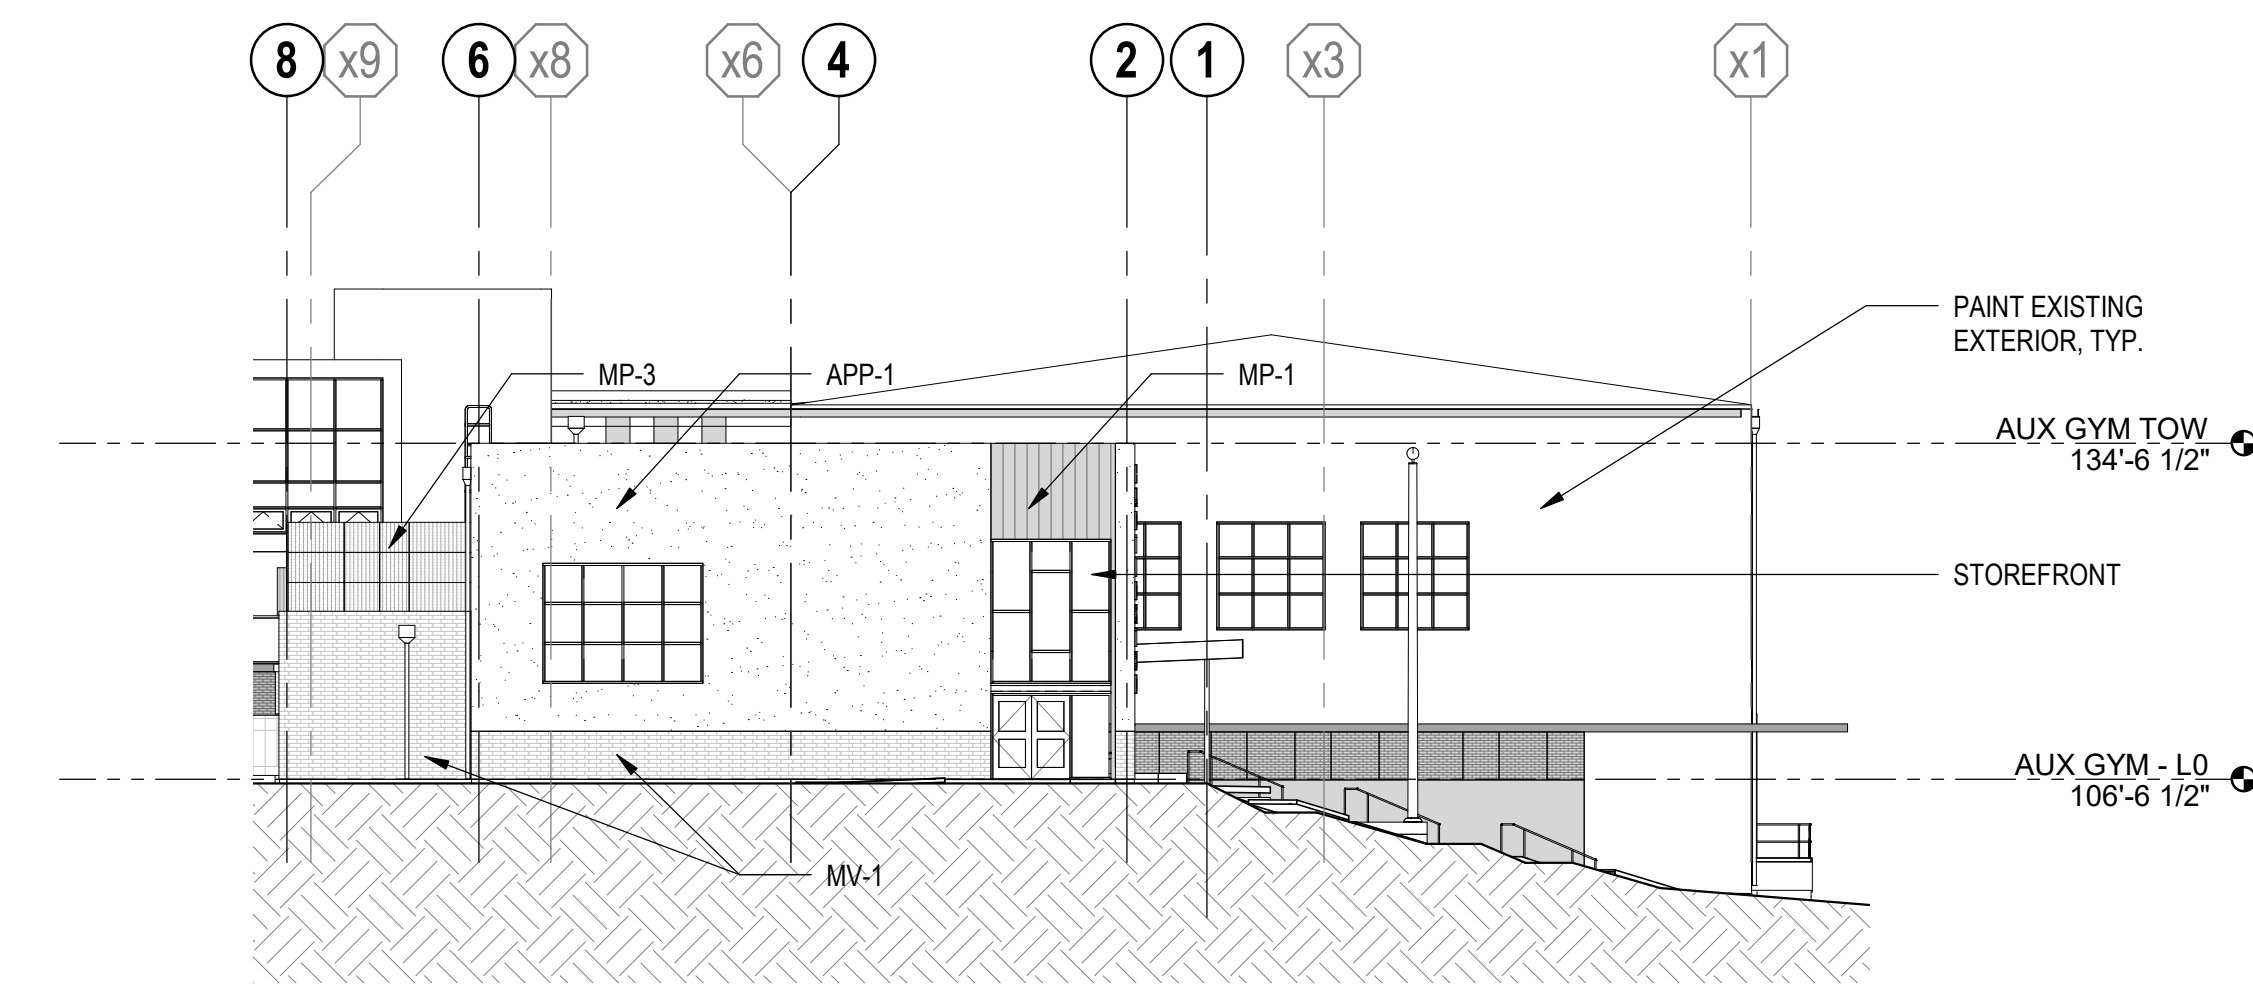 8 x9 6 x8 x6 4 2 1 x3 x1
PAINT EXISTING
EXTERIOR, TYP.
MP-3 APP-1 MP-1
AUX GYM TOW
134'-6 1/2"
STOREFRONT
AUX GYM - L0
106'-6 1/2"
MV-1